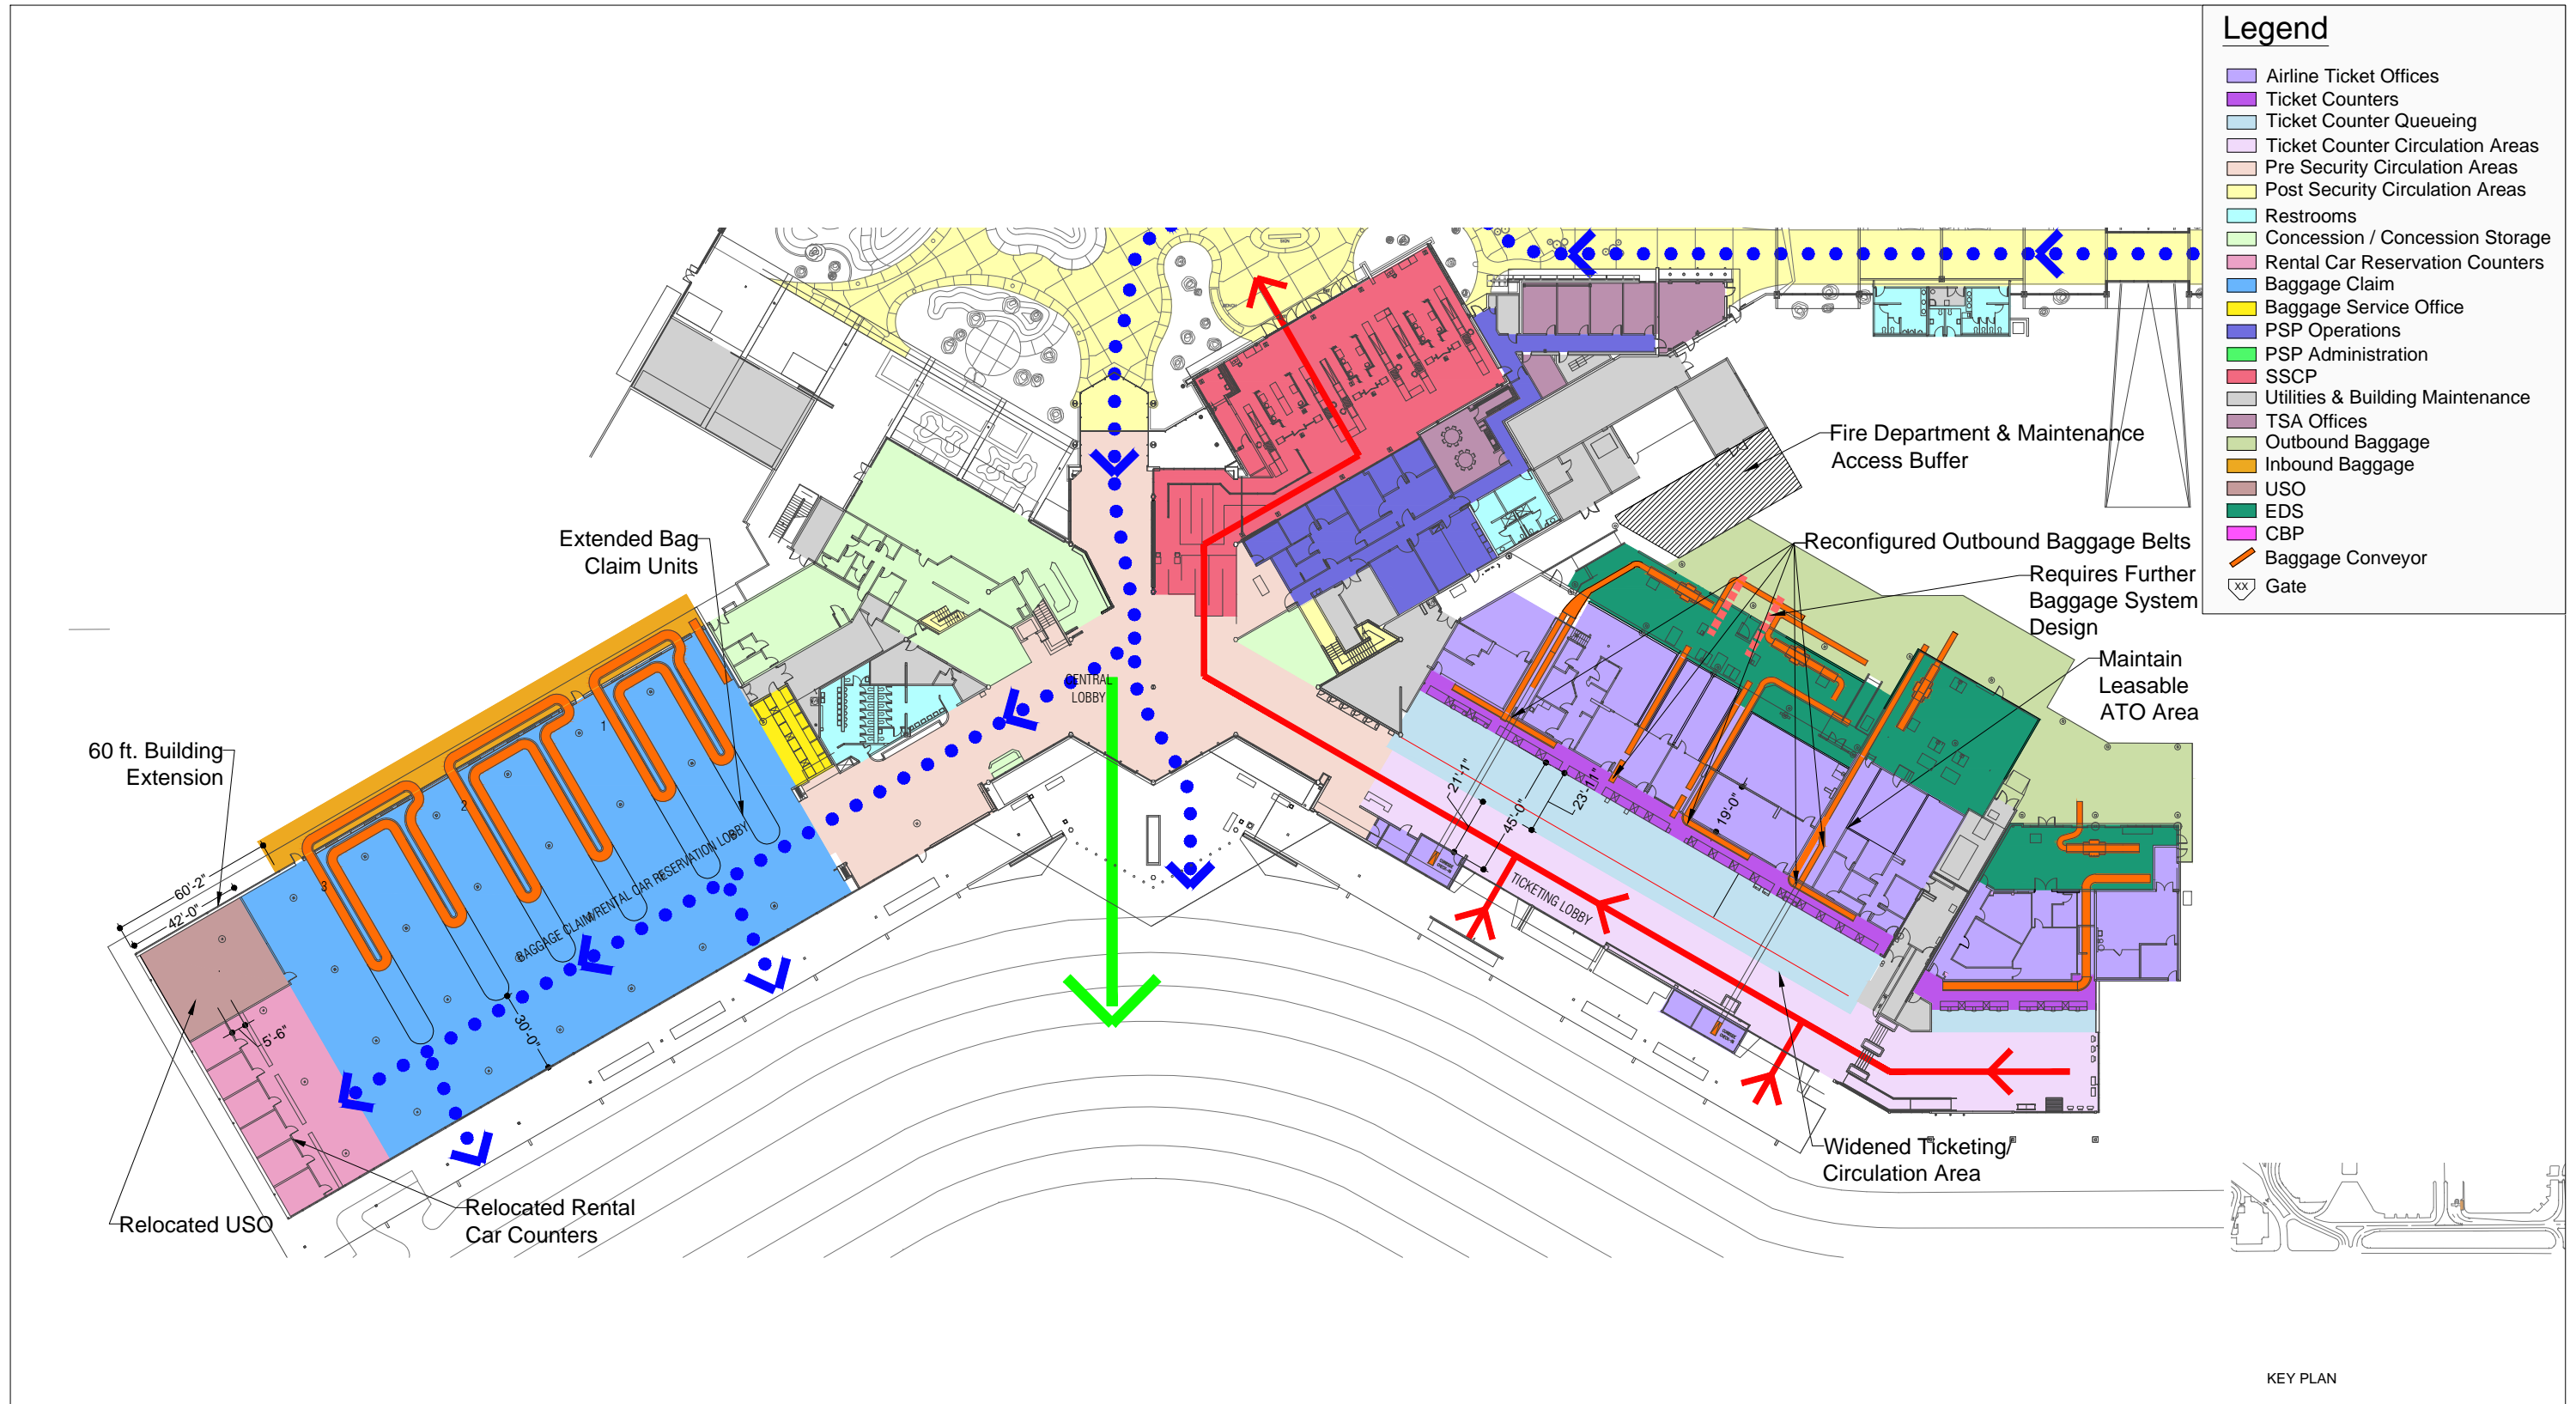 Legend
Airline Ticket Offices
Ticket Counters
Ticket Counter Queueing
Ticket Counter Circulation Areas
Pre Security Circulation Areas
Post Security Circulation Areas
Restrooms
Concession / Concession Storage
Rental Car Reservation Counters
Baggage Claim
Baggage Service Office
PSP Operations
PSP Administration
SSCP
Utilities & Building Maintenance
TSA Offices
Outbound Baggage
Inbound Baggage
USO
EDS
CBP
Baggage Conveyor
XX
Gate
Fire Department & Maintenance
Access Buffer
Extended Bag
Claim Units
Reconfigured Outbound Baggage Belts
Requires Further
Baggage System
Design
Maintain
Leasable
ATO Area
CENTRAL
LOBBY
60 ft. Building
Extension
1
2
3
60'-2"
42'-0"
BAGGAGE CLAIM/RENTAL CAR RESERVATION LOBBY
30'-0"
5'-6"
21'-1"
45'-0"
23'-11"
19'-0"
TICKETING LOBBY
Widened Ticketing/
Circulation Area
Relocated USO
Relocated Rental
Car Counters
KEY PLAN